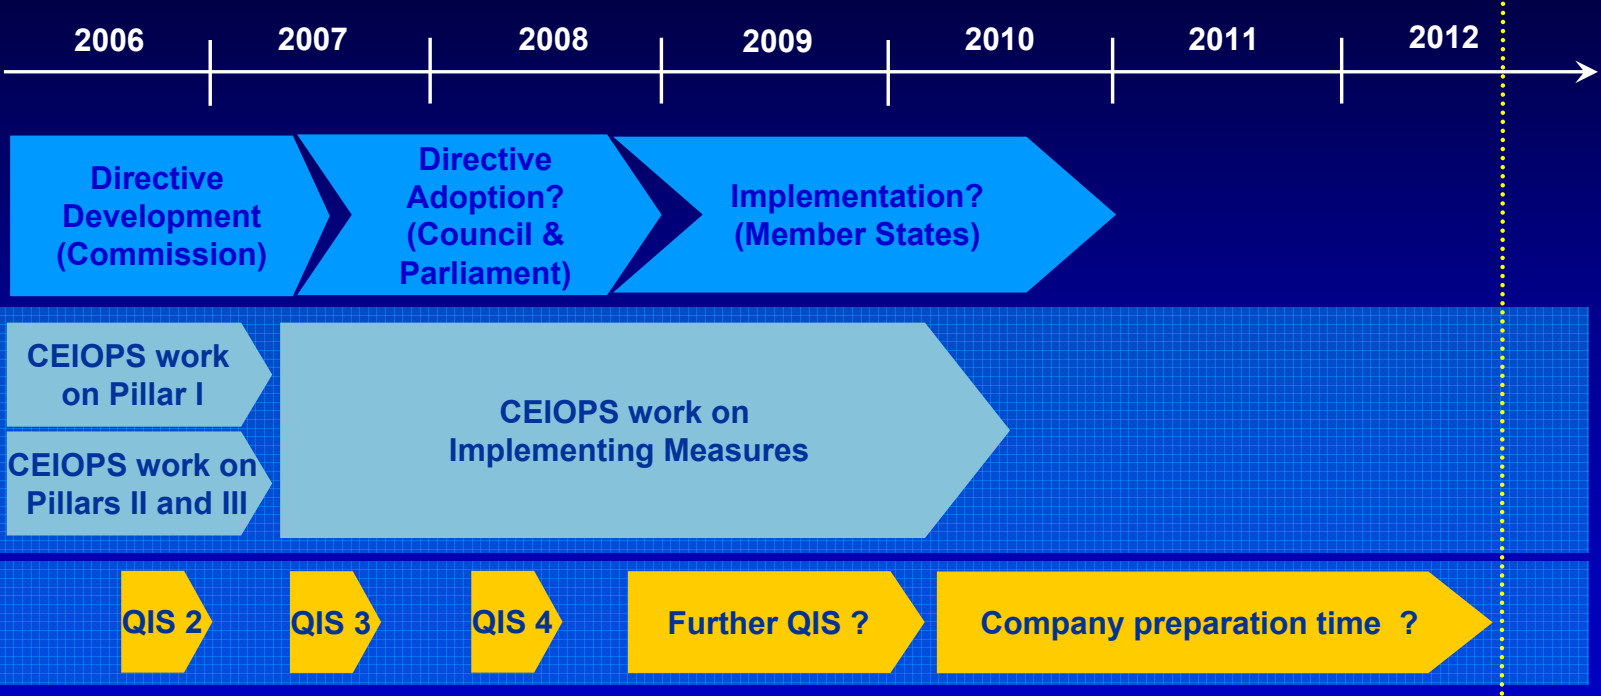 2006 2007 2008 2009 2010 2011 2012
Directive
Development
(Commission)
Directive
Adoption?
(Council &
Parliament)
Implementation?
(Member States)
CEIOPS work
on Pillar I
CEIOPS work on
Pillars II and III
CEIOPS work on
Implementing Measures
QIS 2
QIS 3
QIS 4
Further QIS ?
Company preparation time ?